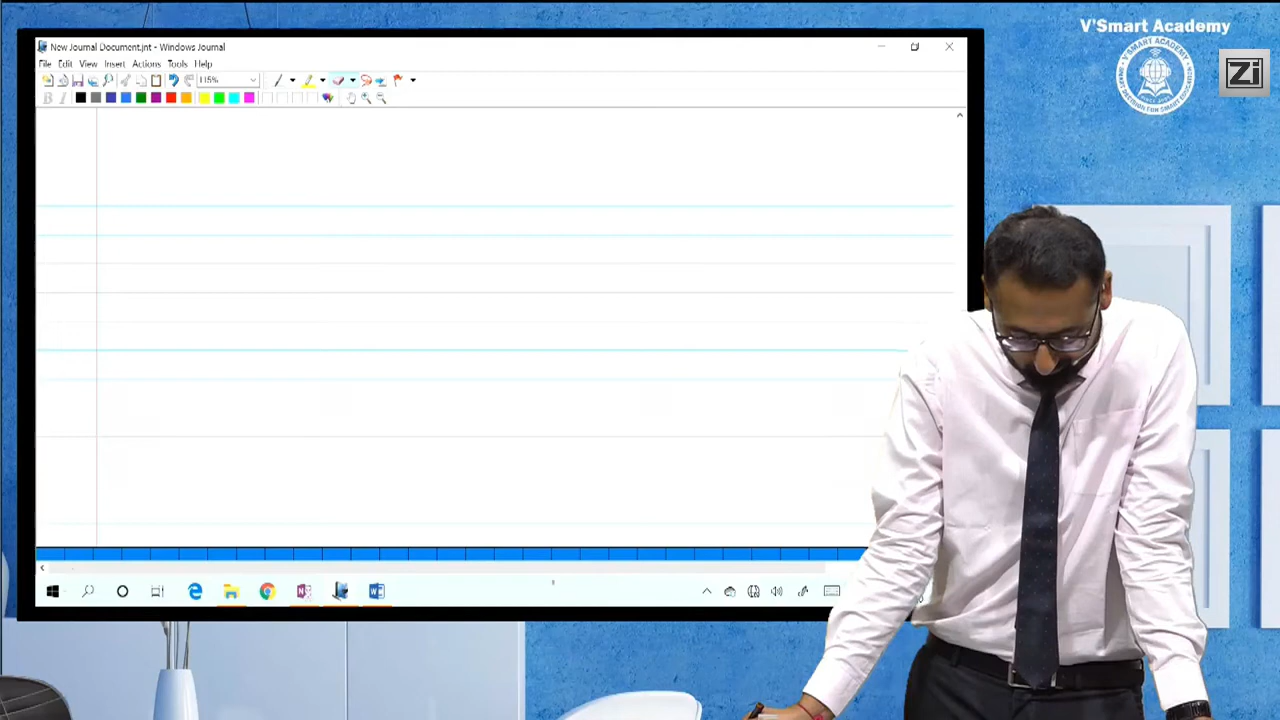 V'Smart Academy
New Journal Document.jnt - Windows Journal
Zi
File Edit View Insert Actions Tools Help
115%
B I